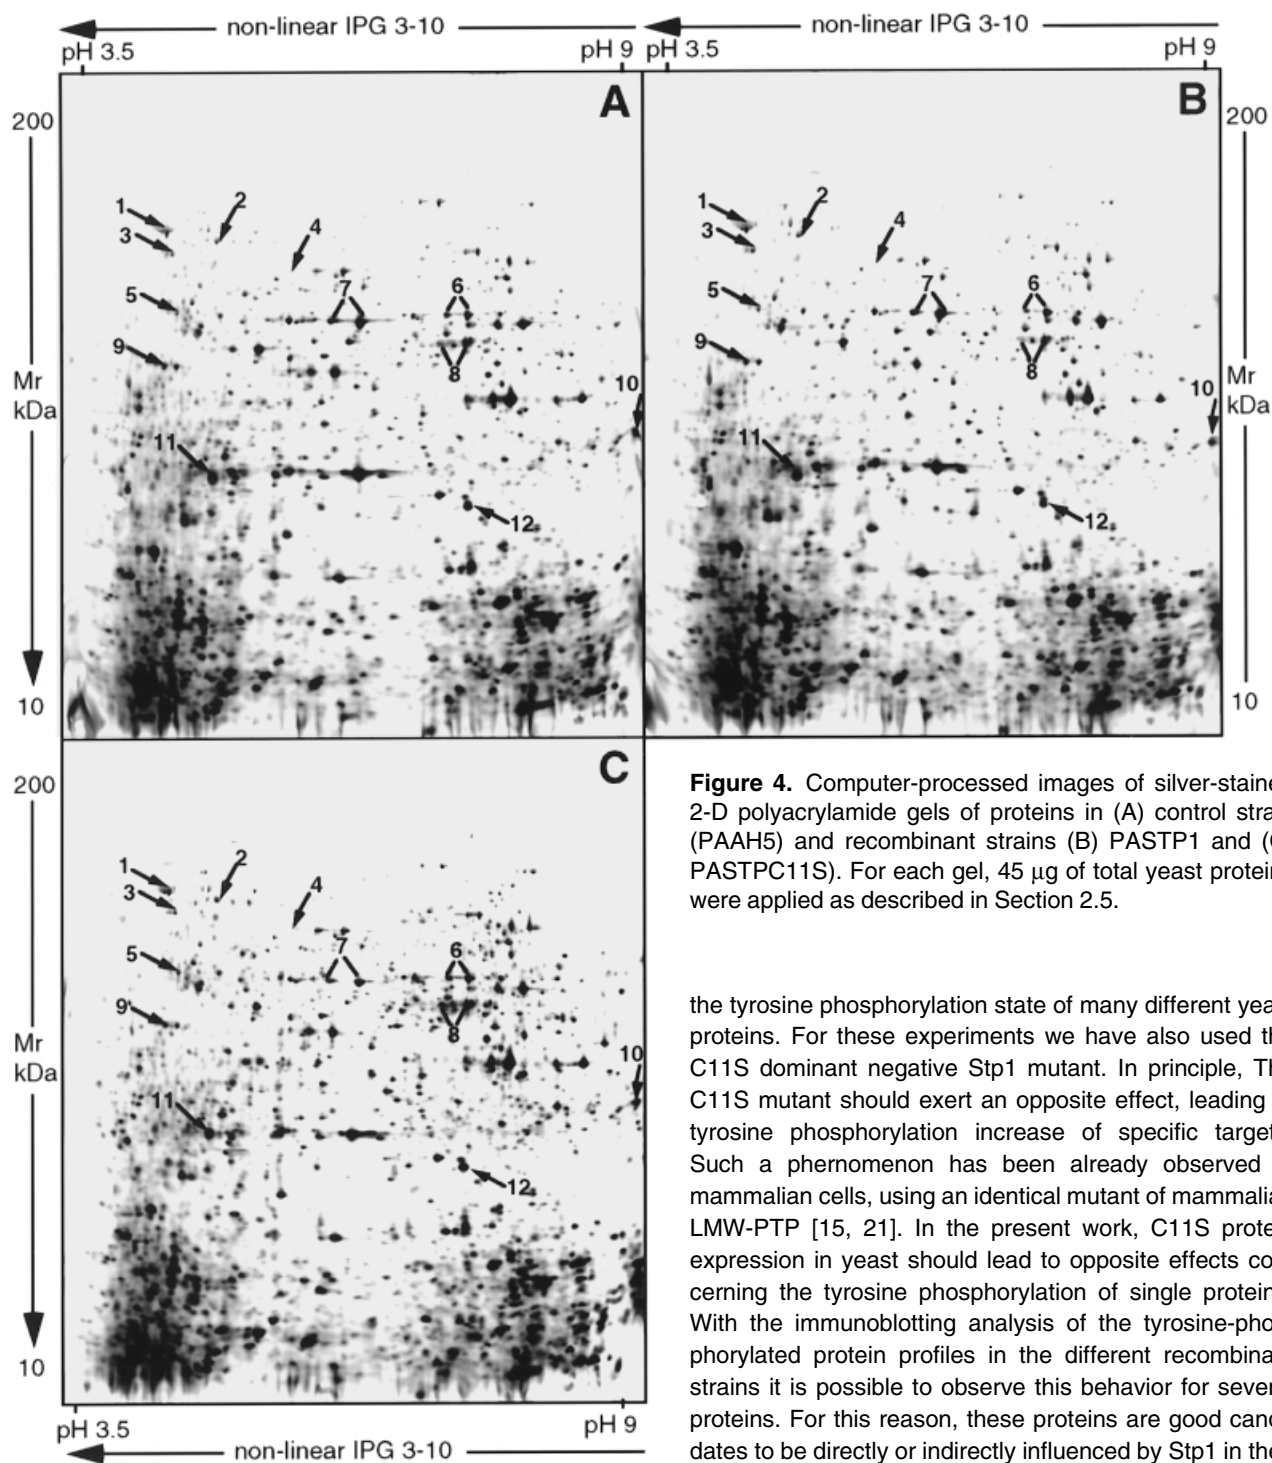 non-linear IPG 3-10
non-linear IPG 3-10
pH 3.5
pH 9
pH 3.5
pH 9
A
B
200
200
1
2
3
4
5
7
6
9
8
10
11
12
1
2
3
4
5
7
6
9
8
10
11
12
Mr
kDa
Mr
kDa
10
10
C
200
1
2
3
4
5
7
6
9
8
10
11
12
Mr
kDa
10
pH 3.5
pH 9
non-linear IPG 3-10
Figure 4. Computer-processed images of silver-staine
2-D polyacrylamide gels of proteins in (A) control stra
(PAAH5) and recombinant strains (B) PASTP1 and (
PASTPC11S). For each gel, 45 μg of total yeast protein
were applied as described in Section 2.5.
the tyrosine phosphorylation state of many different yea
proteins. For these experiments we have also used th
C11S dominant negative Stp1 mutant. In principle, Th
C11S mutant should exert an opposite effect, leading
tyrosine phosphorylation increase of specific target
Such a phenomenon has been already observed
mammalian cells, using an identical mutant of mammalia
LMW-PTP [15, 21]. In the present work, C11S prote
expression in yeast should lead to opposite effects co
cerning the tyrosine phosphorylation of single protein
With the immunoblotting analysis of the tyrosine-pho
phorylated protein profiles in the different recombina
strains it is possible to observe this behavior for sever
proteins. For this reason, these proteins are good cand
dates to be directly or indirectly influenced by Stp1 in the